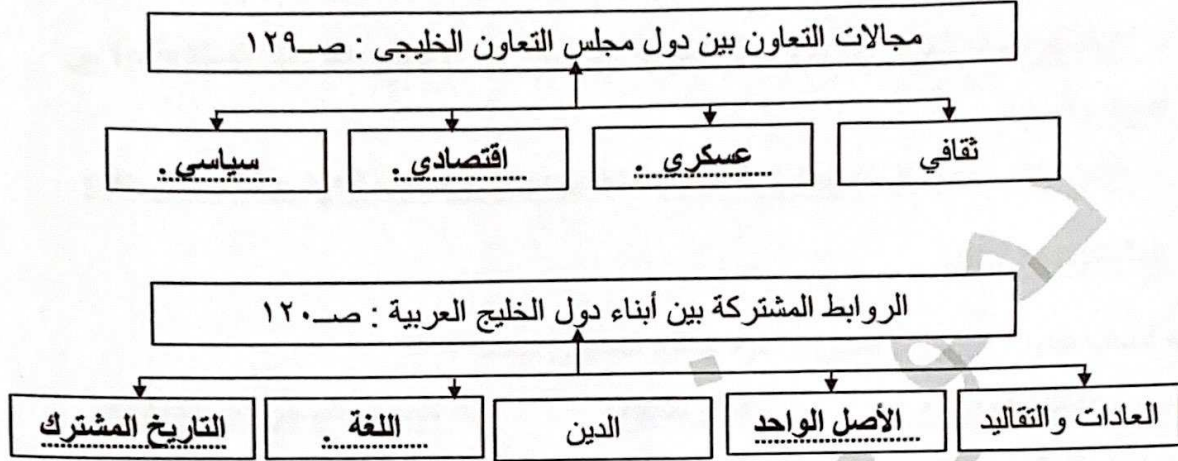 مجالات التعاون بين دول مجلس التعاون الخليجى : صـ١٢٩
ثقافي
عسكري .
اقتصادي .
سياسي .
الروابط المشتركة بين أبناء دول الخليج العربية : صـ١٢٠
العادات والتقاليد
الأصل الواحد
الدين
اللغة .
التاريخ المشترك